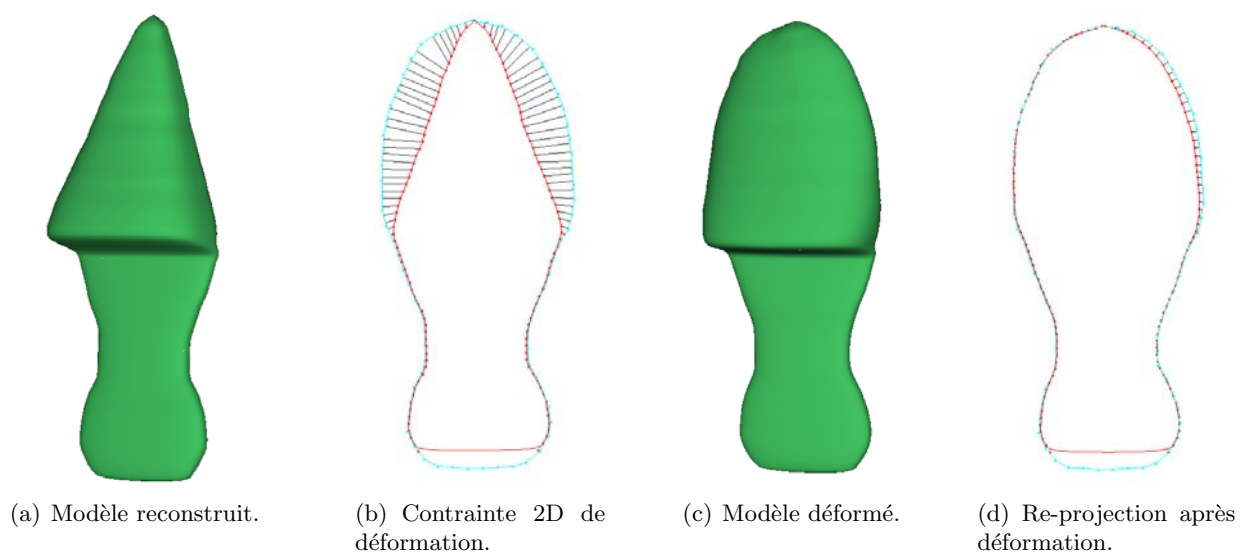 (a) Modèle reconstruit.
(b) Contrainte 2D de
déformation.
(c) Modèle déformé.
(d) Re-projection après
déformation.